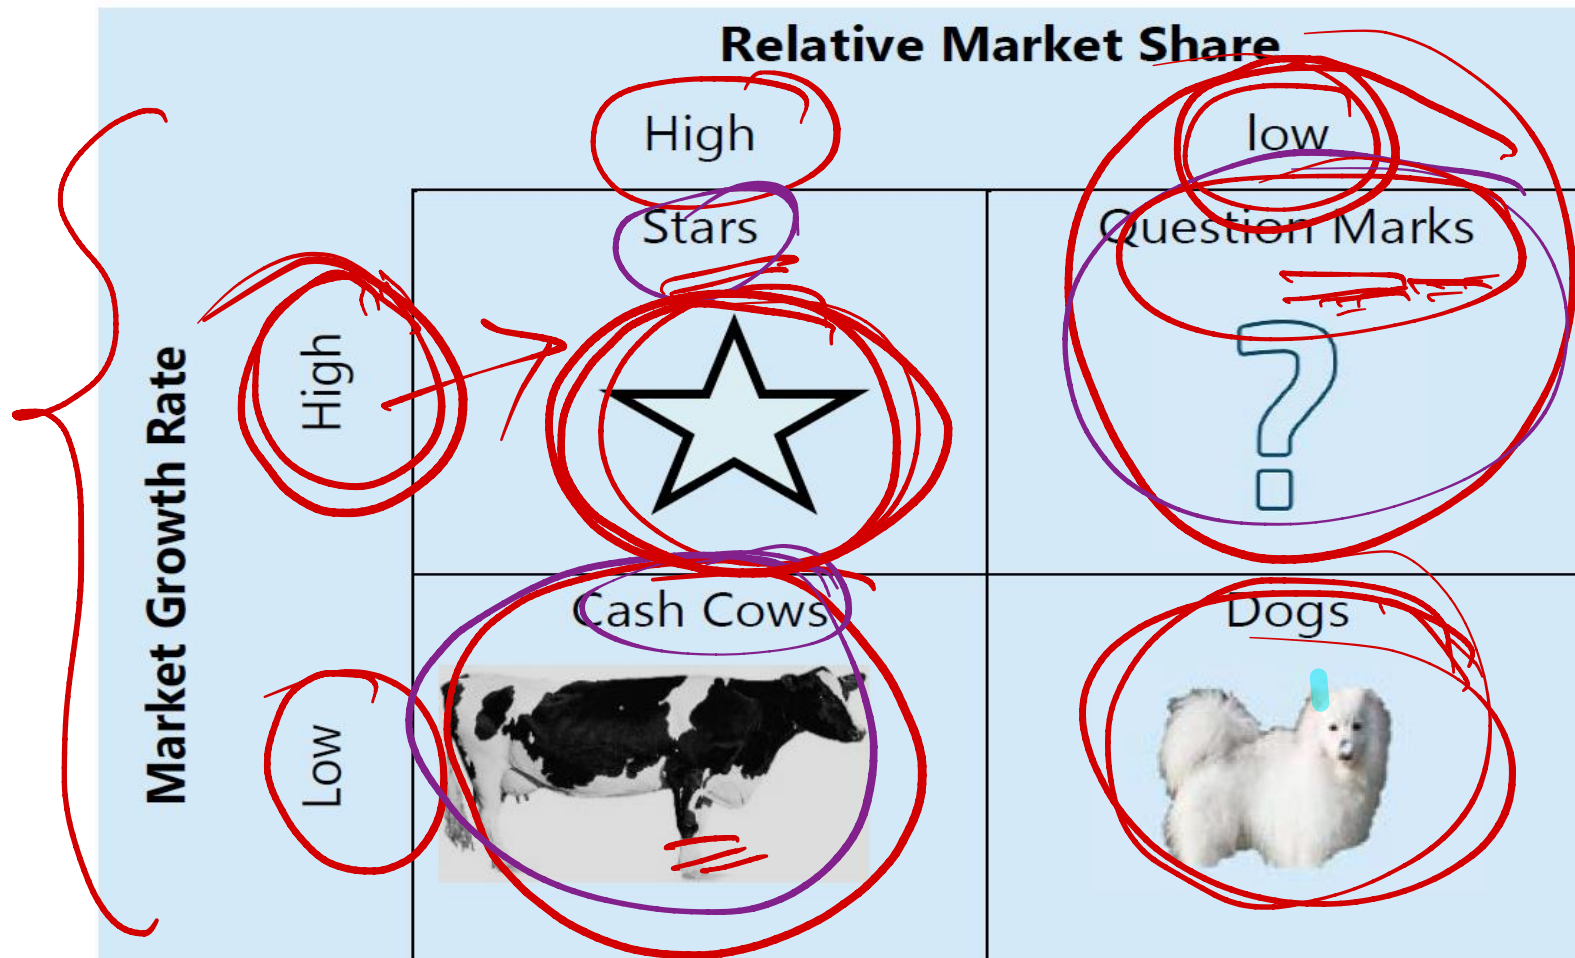 Relative Market Share
High
low
Market Growth Rate
High
Stars
Question Marks
?
Low
Cash Cows
Dogs